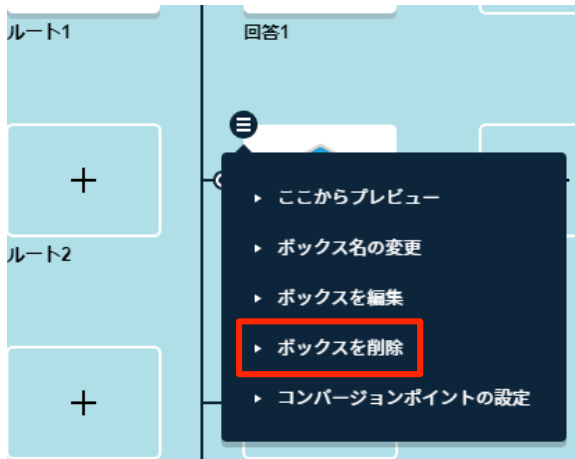 ルート1
回答1
ここからプレビュー
ボックス名の変更
ルート2
ボックスを編集
ボックスを削除
コンバージョンポイントの設定